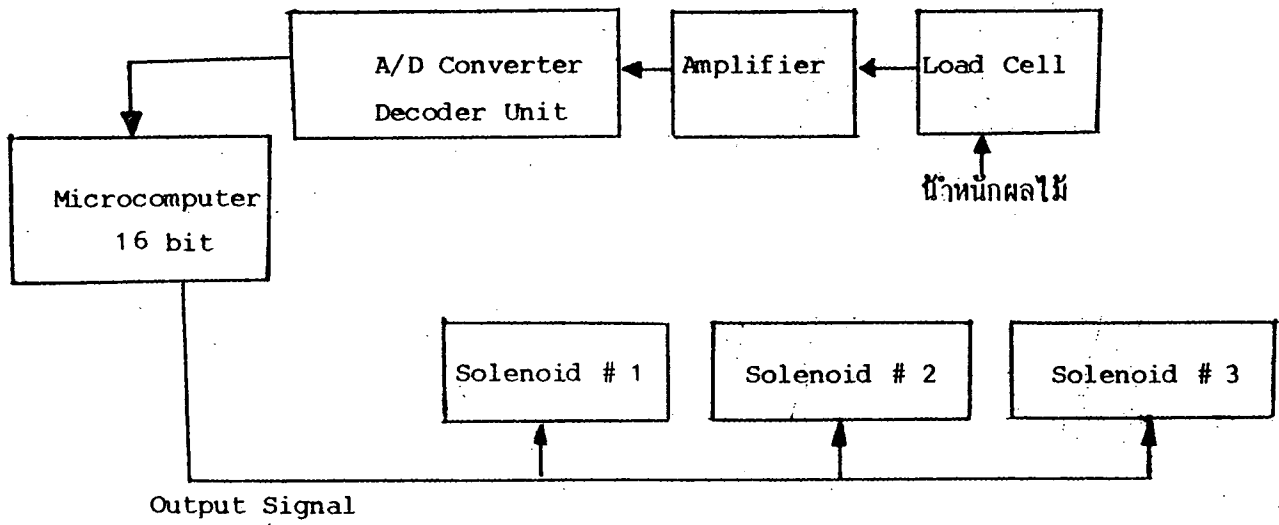 A/D Converter
Decoder Unit
Amplifier
Load Cell
น้ำหนักผลไม้
Microcomputer
16 bit
Solenoid # 1
Solenoid # 2
Solenoid # 3
Output Signal